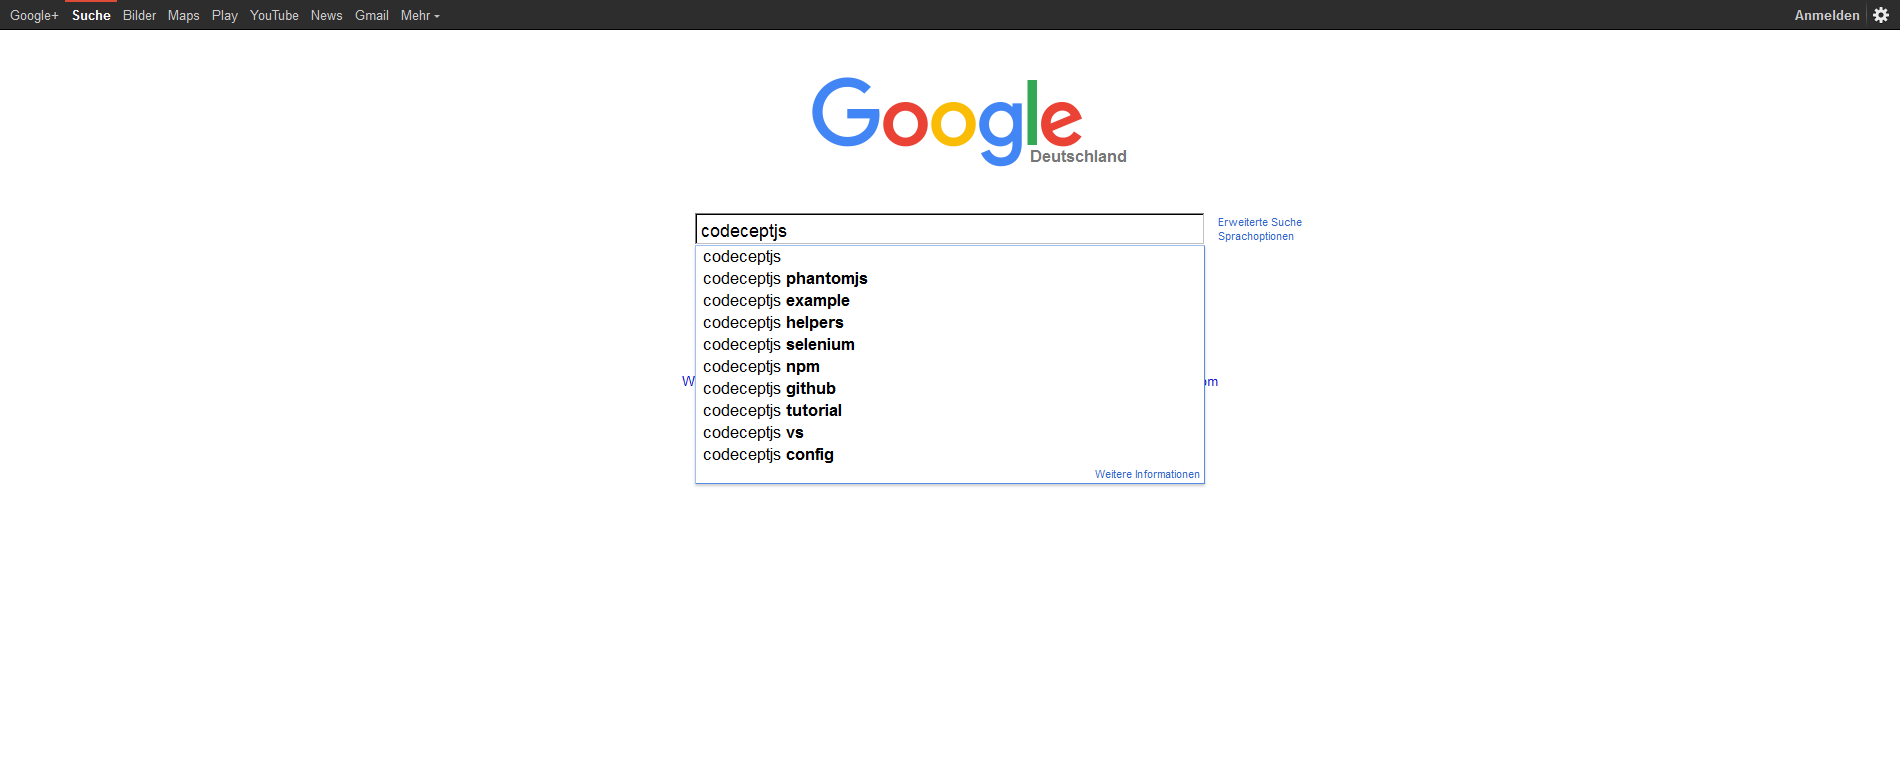 Google+ Suche Bilder Maps Play YouTube News Gmail Mehr Anmelden
Google
Deutschland
codeceptjs
Erweiterte Suche
Sprachoptionen
codeceptjs
codeceptjs phantomjs
codeceptjs example
codeceptjs helpers
codeceptjs selenium
codeceptjs npm
codeceptjs github
codeceptjs tutorial
codeceptjs vs
codeceptjs config
Weitere Informationen